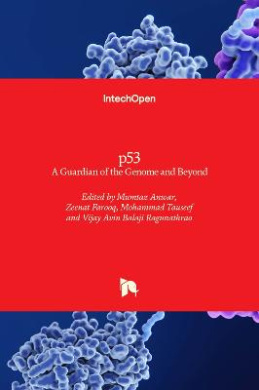 IntechOpen
p53
A Guardian of the Genome and Beyond
Edited by Mumtaz Anwar,
Zeenat Farooq, Mohammad Tauseef
and Vijay Avin Balaji Ragunathrao